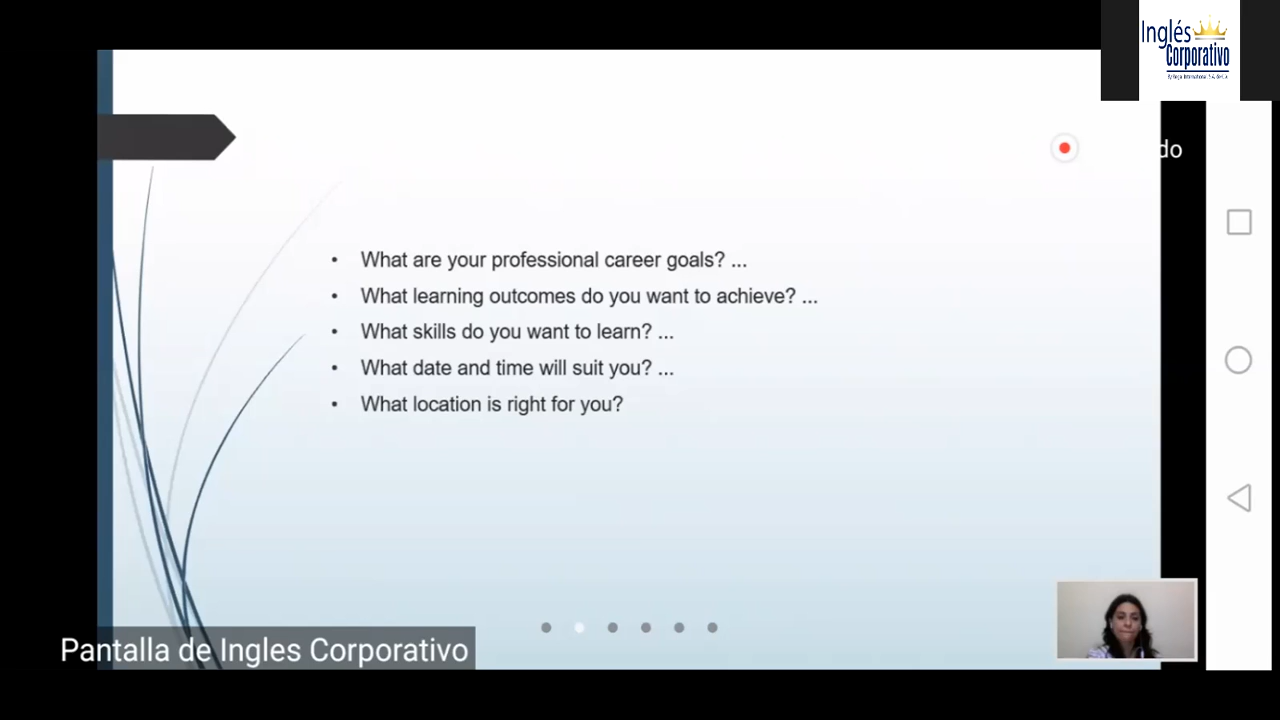 Inglés
Corporativo
do
• What are your professional career goals? ...
• What learning outcomes do you want to achieve? ...
• What skills do you want to learn? ...
• What date and time will suit you? ...
• What location is right for you?
Pantalla de Ingles Corporativo